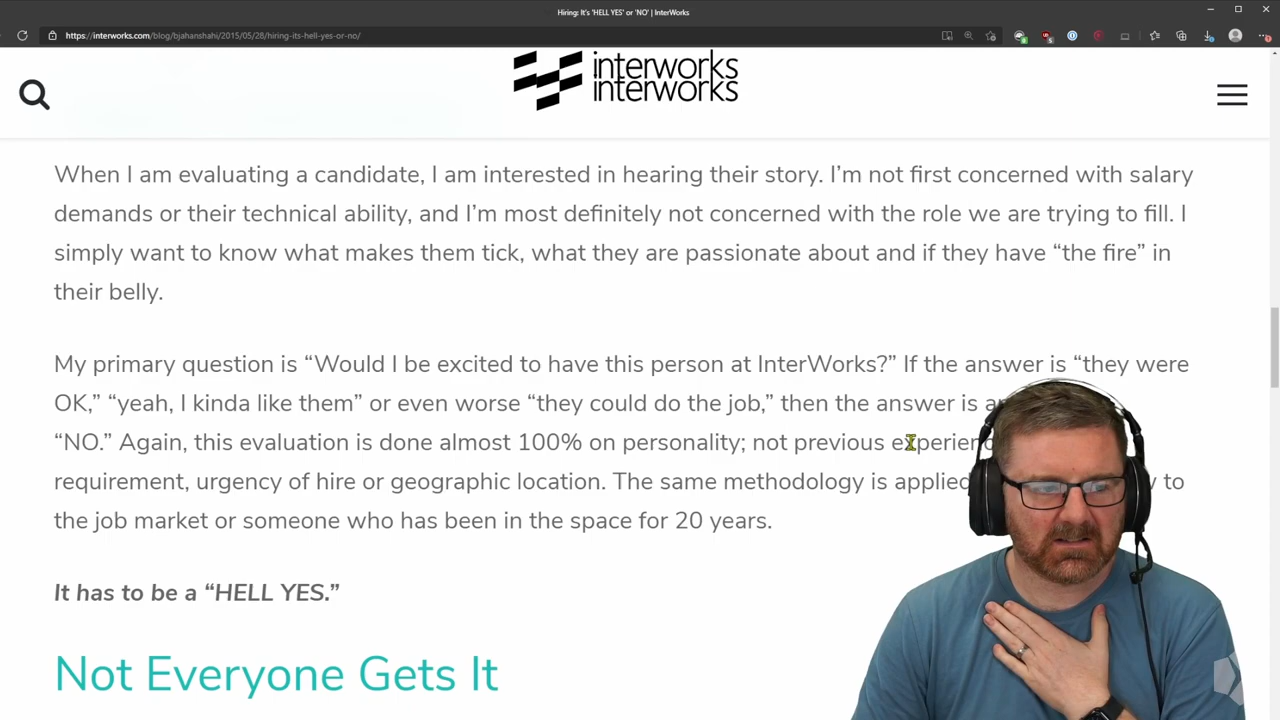 Hiring: It's 'HELL YES' or 'NO' | InterWorks
https://interworks.com/blog/bjahanshahi/2015/05/28/hiring-its-hell-yes-or-no/
interworks
interworks
When I am evaluating a candidate, I am interested in hearing their story. I’m not first concerned with salary
demands or their technical ability, and I’m most definitely not concerned with the role we are trying to fill. I
simply want to know what makes them tick, what they are passionate about and if they have “the fire” in
their belly.
My primary question is “Would I be excited to have this person at InterWorks?” If the answer is “they were
OK,” “yeah, I kinda like them” or even worse “they could do the job,” then the answer is
“NO.” Again, this evaluation is done almost 100% on personality; not previous
requirement, urgency of hire or geographic location. The same methodology is applied to
the job market or someone who has been in the space for 20 years.
It has to be a “HELL YES.”
Not Everyone Gets It